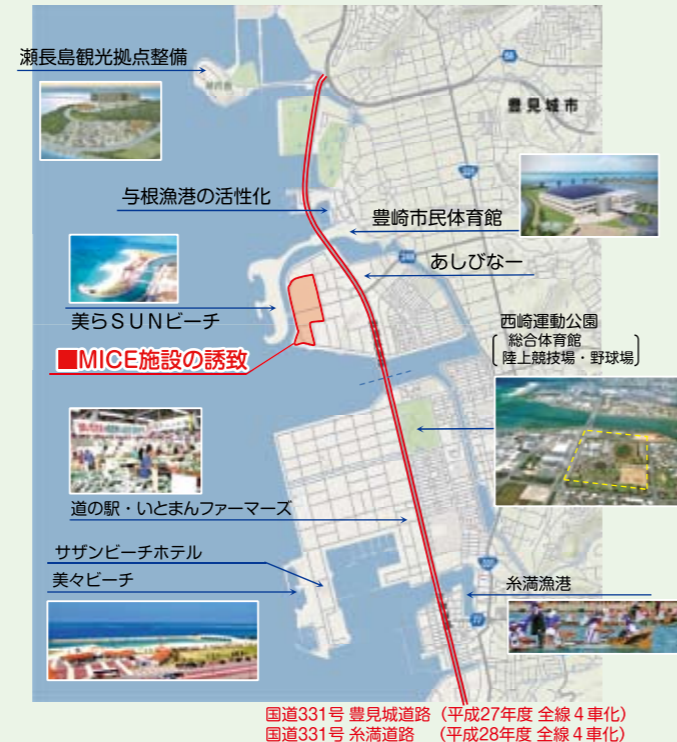 瀬長島観光拠点整備
56
豊見城市
与根漁港の活性化
豊崎市民体育館
あしびなー
美らSUNビーチ
■MICE施設の誘致
西崎運動公園
総合体育館
陸上競技場・野球場
道の駅・いとまんファーマーズ
サザンビーチホテル
美々ビーチ
糸満漁港
77
国道331号 豊見城道路（平成27年度 全線４車化）
国道331号 糸満道路　（平成28年度 全線４車化）